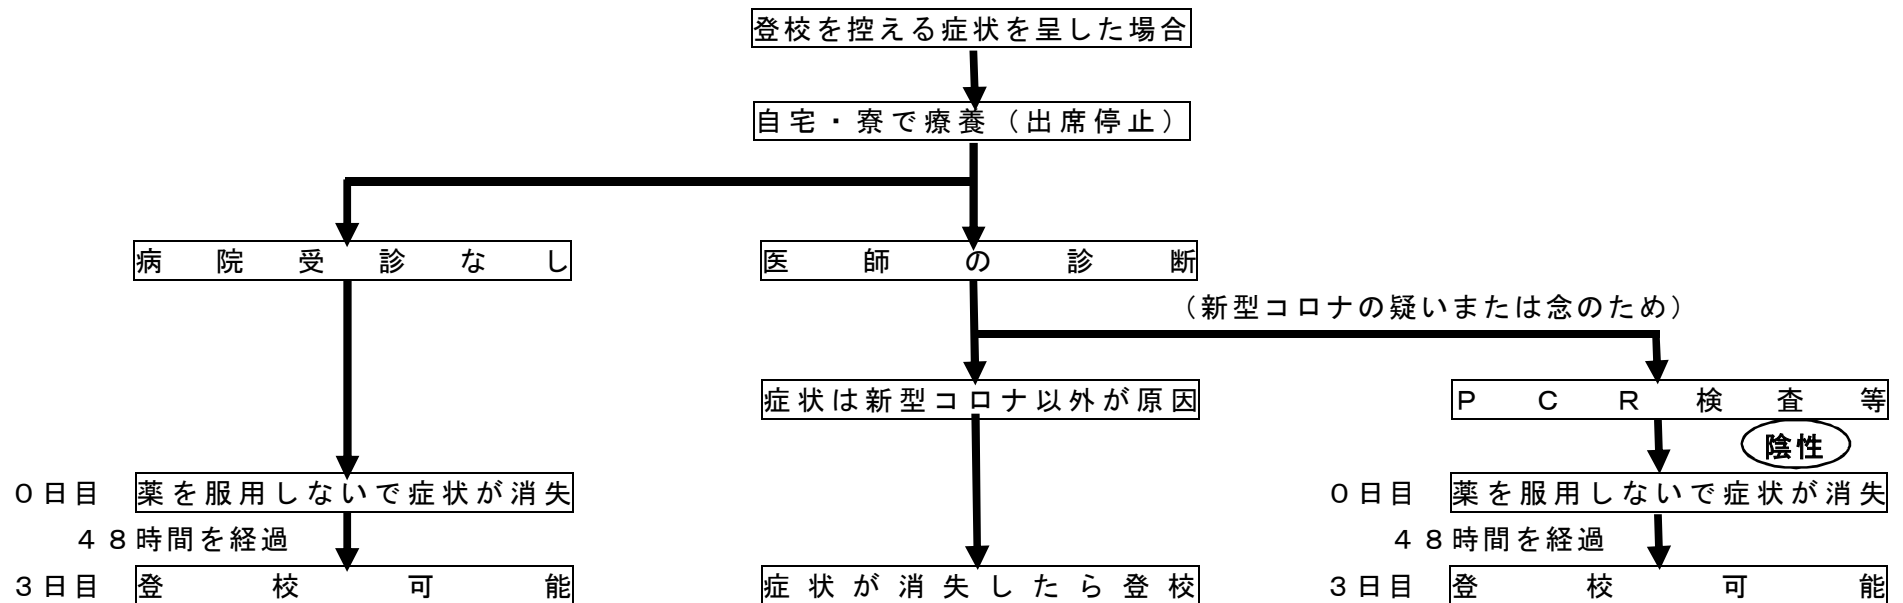 登校を控える症状を呈した場合
自宅・寮で療養（出席停止）
病院受診なし
医師の診断
（新型コロナの疑いまたは念のため）
症状は新型コロナ以外が原因
ＰＣＲ検査等
陰性
０日目
薬を服用しないで症状が消失
０日目
薬を服用しないで症状が消失
４８時間を経過
４８時間を経過
３日目
登校可能
症状が消失したら登校
３日目
登校可能